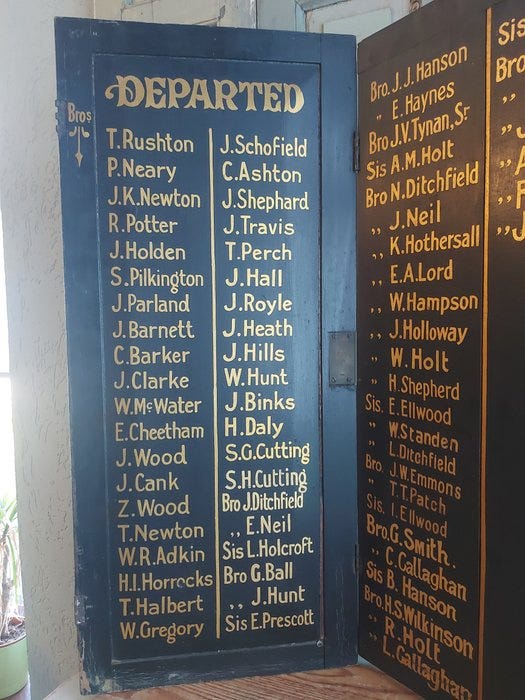 DEPARTED
Bros
T.Rushton
P.Neary
J.K.Newton
R.Potter
J.Holden
S.Pilkington
J.Parland
J.Barnett
C.Barker
J.Clarke
W.McWater
E.Cheetham
J.Wood
J.Cank
Z.Wood
T.Newton
W.R.Adkin
H.I.Horrocks
T.Halbert
W.Gregory
J.Schofield
C.Ashton
J.Shephard
J.Travis
T.Perch
J.Hall
J.Royle
J.Heath
J.Hills
W.Hunt
J.Binks
H.Daly
S.G.Cutting
S.H.Cutting
Bro J.Ditchfield
,, E.Neil
Sis L.Holcroft
Bro G.Ball
,, J.Hunt
Sis E.Prescott
Bro. J.J.Hanson
" E.Haynes
Bro J.V.Tynan, Sr
Sis A.M.Holt
Bro N.Ditchfield
,, J.Neil
,, K.Hothersall
,, E.A.Lord
,, W.Hampson
,, J.Holloway
,, W.Holt
" H.Shepherd
Sis. E.Ellwood
" W.Standen
" L.Ditchfield
Bro. J.W.Emmons
" T.T.Patch
Sis. I.Ellwood
Bro.G.Smith.
" C.Callaghan
Sis B.Hanson
Bro.H.S.Wilkinson
" R.Holt
" L.Callaghan
Sis
Bro